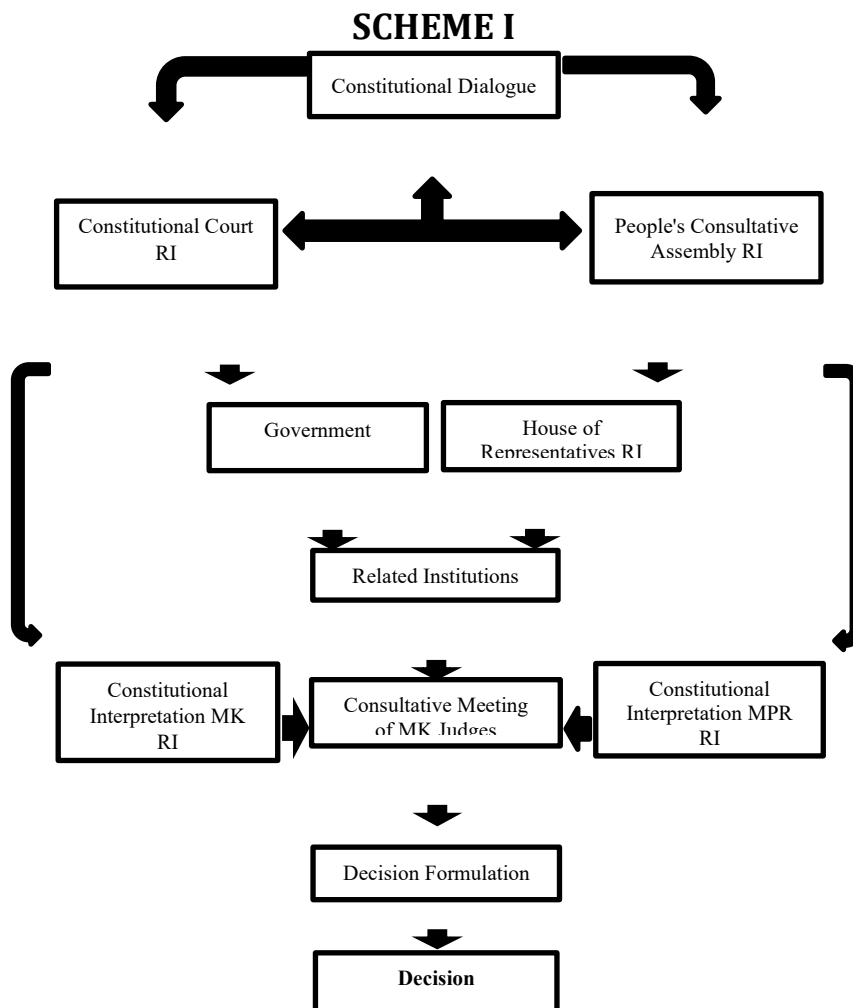 SCHEME I
Constitutional Dialogue
Constitutional Court
RI
People's Consultative
Assembly RI
Government
House of
Representatives RI
Related Institutions
Constitutional
Interpretation MK
RI
Consultative Meeting
of MK Judges
Constitutional
Interpretation MPR
RI
Decision Formulation
Decision